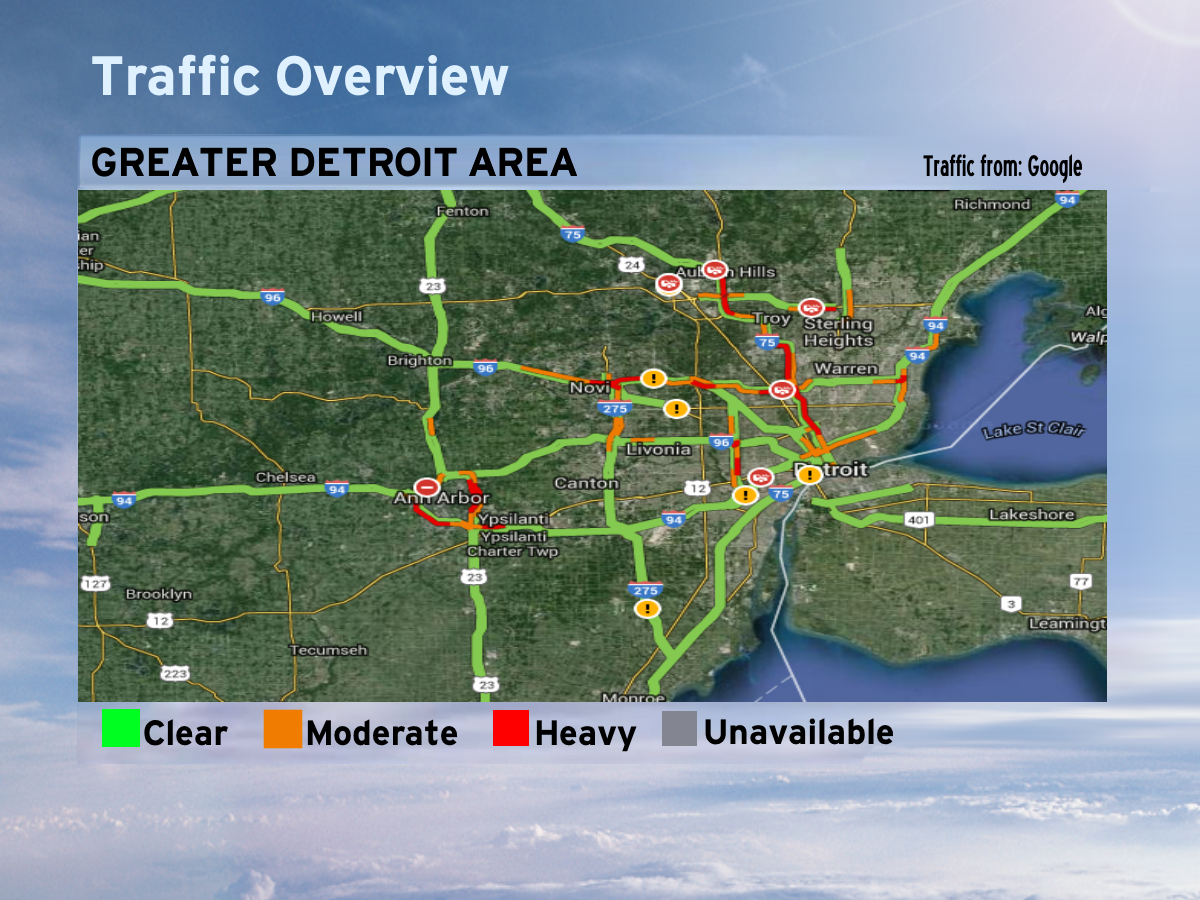 Traffic Overview
GREATER DETROIT AREA
Traffic from: Google
94
Richmond
Fenton
75
ian
er
ship
24
Auburn Hills
23
96
Howell
Troy
Sterling
Heights
94
Alg
Walp
75
94
Brighton
96
Warren
Novi
275
Lake St Clair
96
Livonia
Detroit
Chelsea
94
Canton
12
75
94
Ann Arbor
son
Ypsilanti
94
401
Lakeshore
Ypsilanti
Charter Twp
127
23
275
77
Brooklyn
3
12
Leamingt
Tecumseh
223
23
Monroe
Clear
Moderate
Heavy
Unavailable